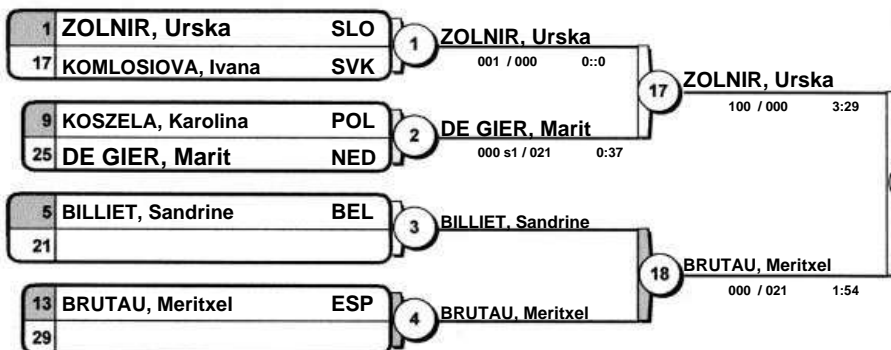 1 ZOLNIR, Urska SLO
17 KOMLOSIOVA, Ivana SVK
1
ZOLNIR, Urska
001 / 000 0::0
9 KOSZELA, Karolina POL
25 DE GIER, Marit NED
2
DE GIER, Marit
000 s1 / 021 0:37
17
ZOLNIR, Urska
100 / 000 3:29
5 BILLIET, Sandrine BEL
21
3
BILLIET, Sandrine
13 BRUTAU, Meritxel ESP
29
4
BRUTAU, Meritxel
18
BRUTAU, Meritxel
000 / 021 1:54